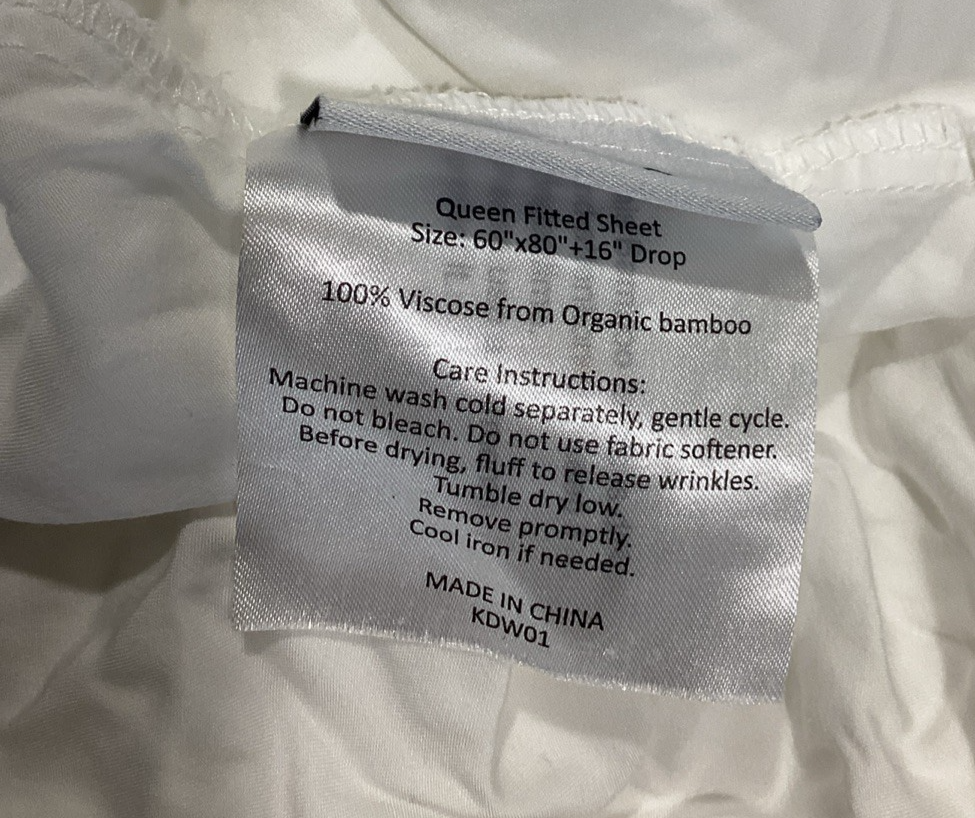 Queen Fitted Sheet
Size: 60"x80"+16" Drop
100% Viscose from Organic bamboo
Care Instructions:
Machine wash cold separately, gentle cycle.
Do not bleach. Do not use fabric softener.
Before drying, fluff to release wrinkles.
Tumble dry low.
Remove promptly.
Cool iron if needed.
MADE IN CHINA
KDW01